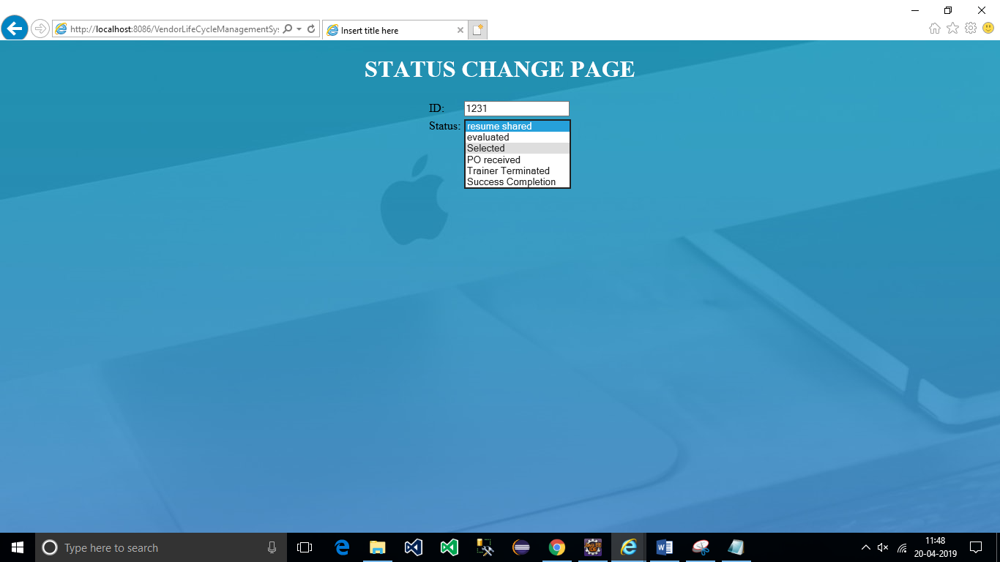 http://localhost:8086/VendorLifeCycleManagementSys
Insert title here
STATUS CHANGE PAGE
ID: 1231
Status: resume shared
evaluated
Selected
PO received
Trainer Terminated
Success Completion
Type here to search
11:48
20-04-2019